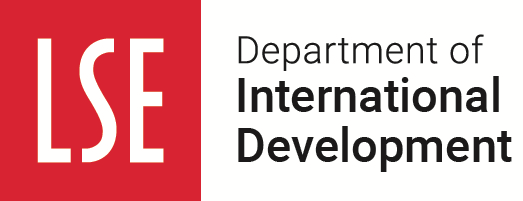 LSE
Department of
International
Development